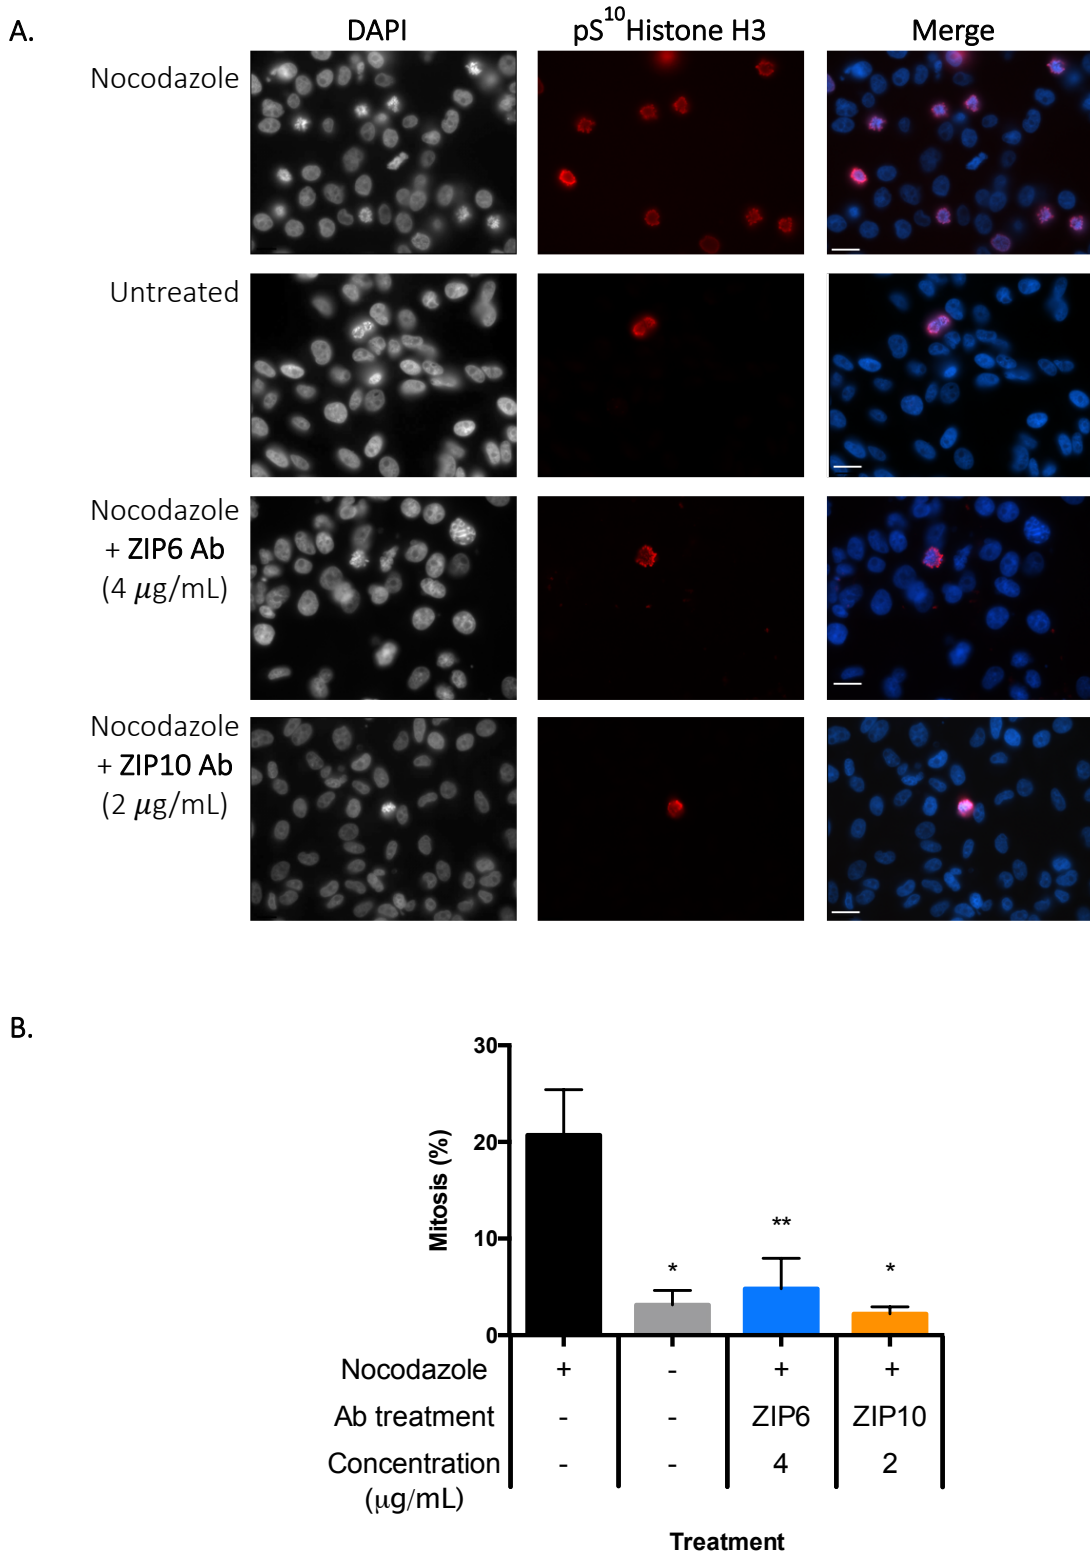 A.
DAPI pS¹⁰Histone H3 Merge
Nocodazole
Untreated
Nocodazole
+ ZIP6 Ab
(4 µg/mL)
Nocodazole
+ ZIP10 Ab
(2 µg/mL)
B.
30
20
10
0
Mitosis (%)
* ** *
Nocodazole + - + +
Ab treatment - - ZIP6 ZIP10
Concentration - - 4 2
(µg/mL)
Treatment